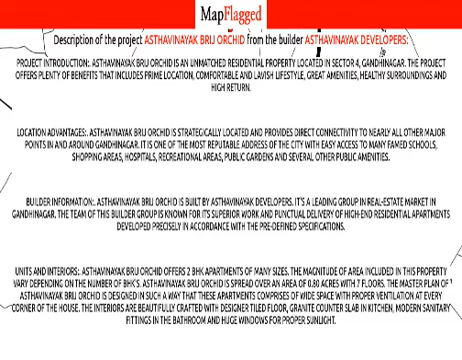 MapFlagged
Description of the project ASTHAVINAYAK BRIJ ORCHID from the builder ASTHAVINAYAK DEVELOPERS:
PROJECT INTRODUCTION:. ASTHAVINAYAK BRIJ ORCHID IS AN UNMATCHED RESIDENTIAL PROPERTY LOCATED IN SECTOR 4, GANDHINAGAR. THE PROJECT
OFFERS PLENTY OF BENEFITS THAT INCLUDES PRIME LOCATION, COMFORTABLE AND LAVISH LIFESTYLE, GREAT AMENITIES, HEALTHY SURROUNDINGS AND
HIGH RETURN.
LOCATION ADVANTAGES:. ASTHAVINAYAK BRIJ ORCHID IS STRATEGICALLY LOCATED AND PROVIDES DIRECT CONNECTIVITY TO NEARLY ALL OTHER MAJOR
POINTS IN AND AROUND GANDHINAGAR. IT IS ONE OF THE MOST REPUTABLE ADDRESS OF THE CITY WITH EASY ACCESS TO MANY FAMED SCHOOLS,
SHOPPING AREAS, HOSPITALS, RECREATIONAL AREAS, PUBLIC GARDENS AND SEVERAL OTHER PUBLIC AMENITIES.
BUILDER INFORMATION:. ASTHAVINAYAK BRIJ ORCHID IS BUILT BY ASTHAVINAYAK DEVELOPERS. IT'S A LEADING GROUP IN REAL-ESTATE MARKET IN
GANDHINAGAR. THE TEAM OF THIS BUILDER GROUP IS KNOWN FOR ITS SUPERIOR WORK AND PUNCTUAL DELIVERY OF HIGH-END RESIDENTIAL APARTMENTS
DEVELOPED PRECISELY IN ACCORDANCE WITH THE PRE-DEFINED SPECIFICATIONS.
UNITS AND INTERIORS:. ASTHAVINAYAK BRIJ ORCHID OFFERS 2 BHK APARTMENTS OF MANY SIZES. THE MAGNITUDE OF AREA INCLUDED IN THIS PROPERTY
VARY DEPENDING ON THE NUMBER OF BHK'S. ASTHAVINAYAK BRIJ ORCHID IS SPREAD OVER AN AREA OF 0.80 ACRES WITH 7 FLOORS. THE MASTER PLAN OF
ASTHAVINAYAK BRIJ ORCHID IS DESIGNED IN SUCH A WAY THAT THESE APARTMENTS COMPRISES OF WIDE SPACE WITH PROPER VENTILATION AT EVERY
CORNER OF THE HOUSE. THE INTERIORS ARE BEAUTIFULLY CRAFTED WITH DESIGNER TILED FLOOR, GRANITE COUNTER SLAB IN KITCHEN, MODERN SANITARY
FITTINGS IN THE BATHROOM AND HUGE WINDOWS FOR PROPER SUNLIGHT.